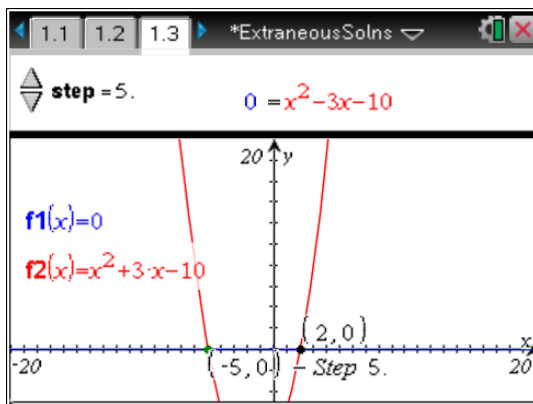 1.1 1.2 1.3 *ExtraneousSolns
step = 5. 0 = x²−3x−10
20 y
f1(x)=0
f2(x)=x²+3·x−10
(2,0)
x
-20 (-5,0) – Step 5. 20